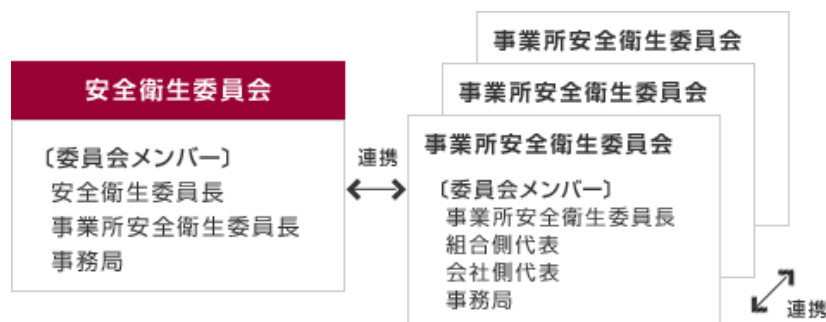 安全衛生委員会
〔委員会メンバー〕
安全衛生委員長
事業所安全衛生委員長
事務局
連携
事業所安全衛生委員会
事業所安全衛生委員会
事業所安全衛生委員会
〔委員会メンバー〕
事業所安全衛生委員長
組合側代表
会社側代表
事務局
連携